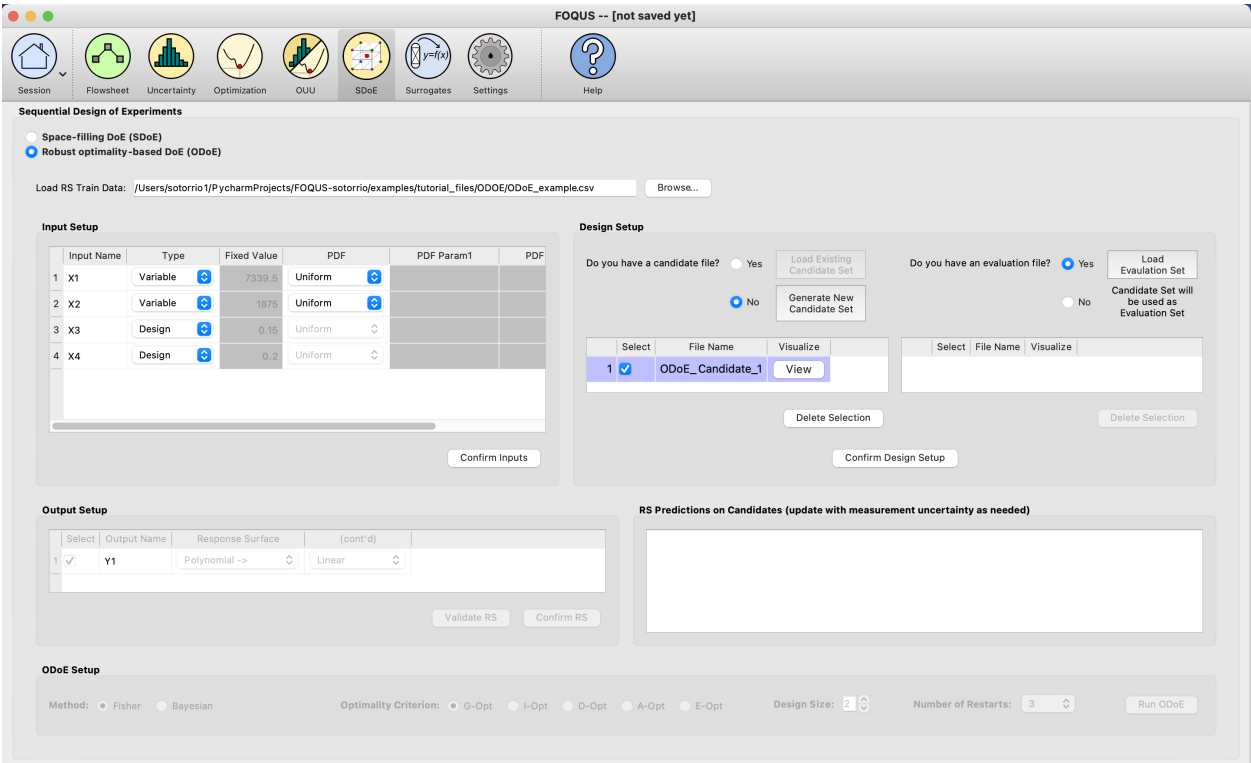 FOQUS -- [not saved yet]
y=f(x)
Session Flowsheet Uncertainty Optimization OUU SDoE Surrogates Settings Help
Sequential Design of Experiments
Space-filling DoE (SDoE)
Robust optimality-based DoE (ODoE)
Load RS Train Data: /Users/sotorrio1/PycharmProjects/FOQUS-sotorrio/examples/tutorial_files/ODOE/ODoE_example.csv Browse...
Input Setup
Input Name Type Fixed Value PDF PDF Param1 PDF
1 X1 Variable 7339.5 Uniform
2 X2 Variable 1875 Uniform
3 X3 Design 0.15 Uniform
4 X4 Design 0.2 Uniform
Confirm Inputs
Design Setup
Do you have a candidate file? Yes Load Existing
Candidate Set
No Generate New
Candidate Set
Do you have an evaluation file? Yes Load
Evaulation Set
No Candidate Set will
be used as
Evaluation Set
Select File Name Visualize
1 ODoE_Candidate_1 View
Select File Name Visualize
Delete Selection
Delete Selection
Confirm Design Setup
Output Setup
Select Output Name Response Surface (cont'd)
1 Y1 Polynomial -> Linear
Validate RS Confirm RS
RS Predictions on Candidates (update with measurement uncertainty as needed)
ODoE Setup
Method: Fisher Bayesian Optimality Criterion: G-Opt I-Opt D-Opt A-Opt E-Opt Design Size: 2 Number of Restarts: 3 Run ODoE